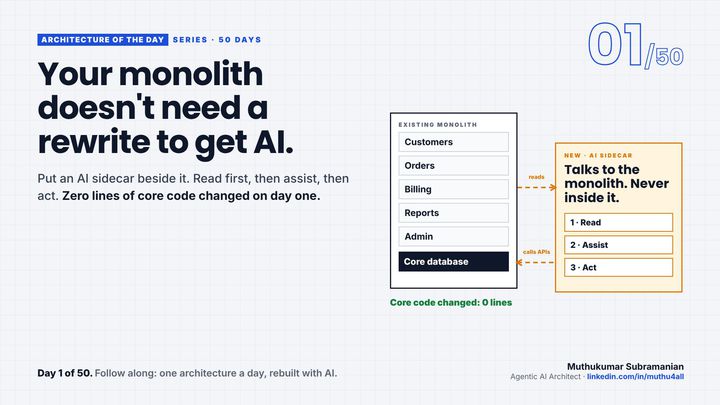 ARCHITECTURE OF THE DAY SERIES · 50 DAYS
01/50
Your monolith
doesn't need a
rewrite to get AI.
Put an AI sidecar beside it. Read first, then assist, then
act. Zero lines of core code changed on day one.
EXISTING MONOLITH
Customers
Orders
Billing
Reports
Admin
Core database
reads
calls APIs
NEW · AI SIDECAR
Talks to the
monolith. Never
inside it.
1 · Read
2 · Assist
3 · Act
Core code changed: 0 lines
Day 1 of 50. Follow along: one architecture a day, rebuilt with AI.
Muthukumar Subramanian
Agentic AI Architect · linkedin.com/in/muthu4all